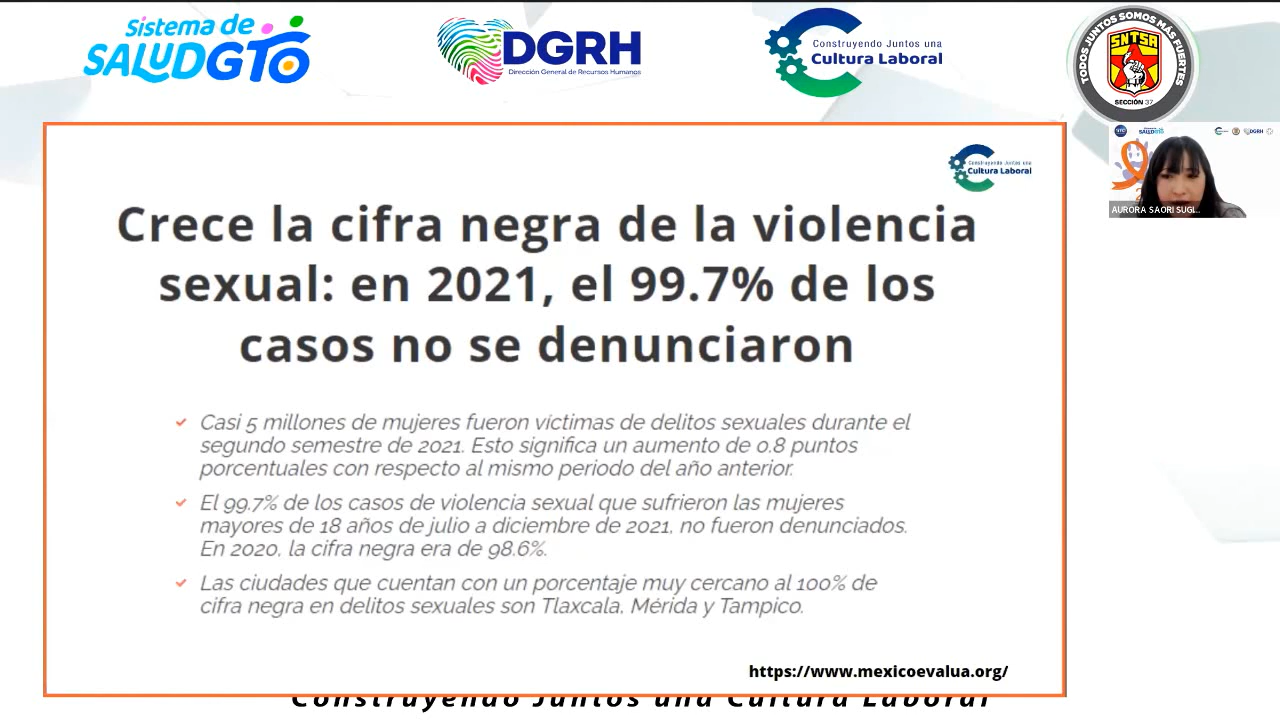 Sistema de
SALUDGTO
DGRH
Dirección General de Recursos Humanos
Construyendo Juntos una
Cultura Laboral
TODOS JUNTOS SOMOS MÁS FUERTES
SNTSA
SECCIÓN 37
SALUDGTO
DGRH
AURORA SAORI SUGI...
Construyendo Juntos una
Cultura Laboral
Crece la cifra negra de la violencia
sexual: en 2021, el 99.7% de los
casos no se denunciaron
Casi 5 millones de mujeres fueron víctimas de delitos sexuales durante el
segundo semestre de 2021. Esto significa un aumento de 0.8 puntos
porcentuales con respecto al mismo periodo del año anterior.
El 99.7% de los casos de violencia sexual que sufrieron las mujeres
mayores de 18 años de julio a diciembre de 2021, no fueron denunciados.
En 2020, la cifra negra era de 98.6%.
Las ciudades que cuentan con un porcentaje muy cercano al 100% de
cifra negra en delitos sexuales son Tlaxcala, Mérida y Tampico.
https://www.mexicoevalua.org/
Construyendo Juntos una Cultura Laboral